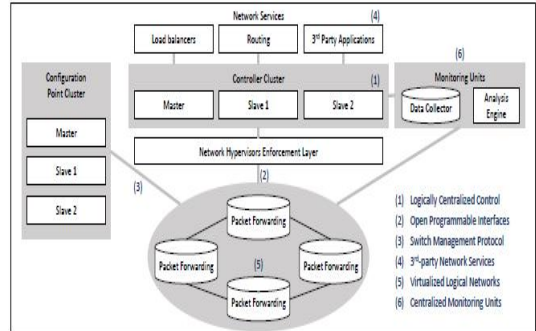 Network Services
(4)
Load balancers
Routing
3rd Party Applications
(6)
Configuration
Point Cluster
Master
Slave 1
Slave 2
Controller Cluster
(1)
Master
Slave 1
Slave 2
Monitoring Units
Data Collector
Analysis
Engine
Network Hypervisors Enforcement Layer
(2)
(3)
Packet Forwarding
Packet Forwarding
Packet Forwarding
(5)
Packet Forwarding
(1) Logically Centralized Control
(2) Open Programmable Interfaces
(3) Switch Management Protocol
(4) 3rd-party Network Services
(5) Virtualized Logical Networks
(6) Centralized Monitoring Units